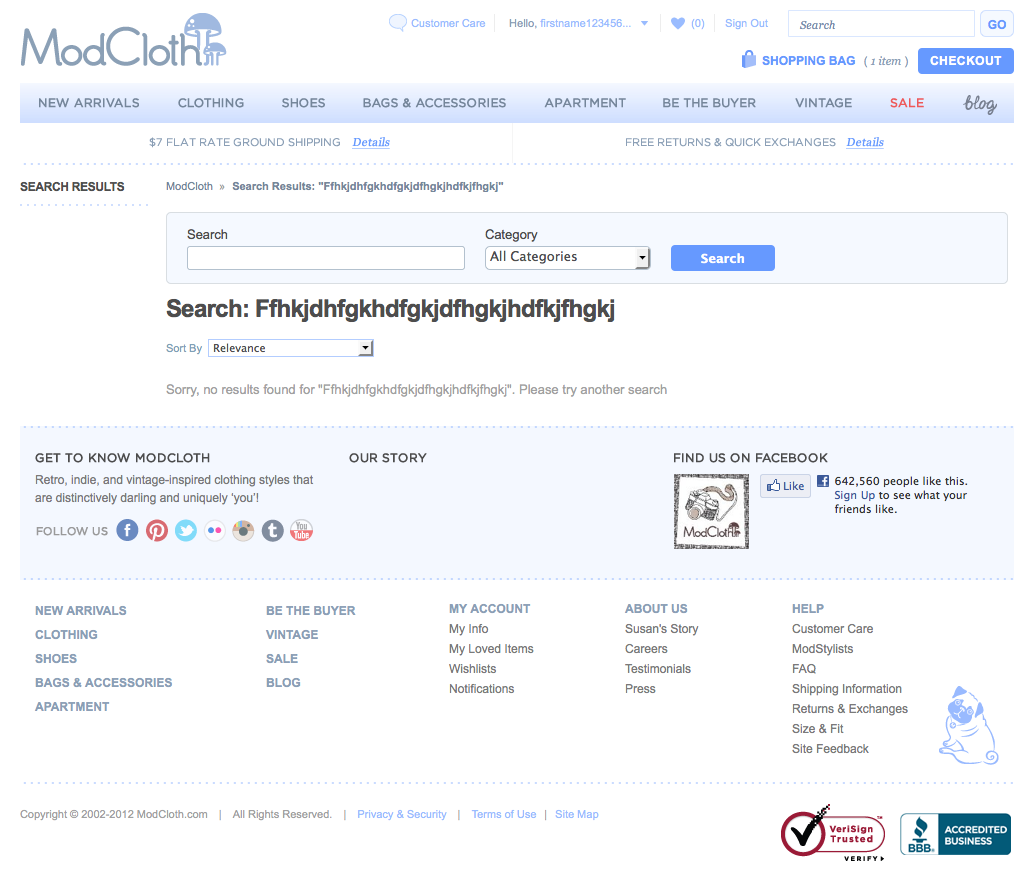 ModCloth
Customer Care
Hello, firstname123456...
(0)
Sign Out
Search
GO
SHOPPING BAG ( 1 item )
CHECKOUT
NEW ARRIVALS CLOTHING SHOES BAGS & ACCESSORIES APARTMENT BE THE BUYER VINTAGE SALE blog
$7 FLAT RATE GROUND SHIPPING Details
FREE RETURNS & QUICK EXCHANGES Details
SEARCH RESULTS
ModCloth » Search Results: "Ffhkjdhfgkhdfgkjdfhgkjhdfkjfhgkj"
Search
Category
All Categories
Search
Search: Ffhkjdhfgkhdfgkjdfhgkjhdfkjfhgkj
Sort By Relevance
Sorry, no results found for "Ffhkjdhfgkhdfgkjdfhgkjhdfkjfhgkj". Please try another search
GET TO KNOW MODCLOTH
Retro, indie, and vintage-inspired clothing styles that
are distinctively darling and uniquely ‘you’!
FOLLOW US
f
t
You
Tube
OUR STORY
FIND US ON FACEBOOK
ModCloth
Like
f
642,560 people like this.
Sign Up to see what your
friends like.
NEW ARRIVALS
CLOTHING
SHOES
BAGS & ACCESSORIES
APARTMENT
BE THE BUYER
VINTAGE
SALE
BLOG
MY ACCOUNT
My Info
My Loved Items
Wishlists
Notifications
ABOUT US
Susan's Story
Careers
Testimonials
Press
HELP
Customer Care
ModStylists
FAQ
Shipping Information
Returns & Exchanges
Size & Fit
Site Feedback
Copyright © 2002-2012 ModCloth.com | All Rights Reserved. | Privacy & Security | Terms of Use | Site Map
VeriSign
Trusted
™
VERIFY
BBB
ACCREDITED
BUSINESS